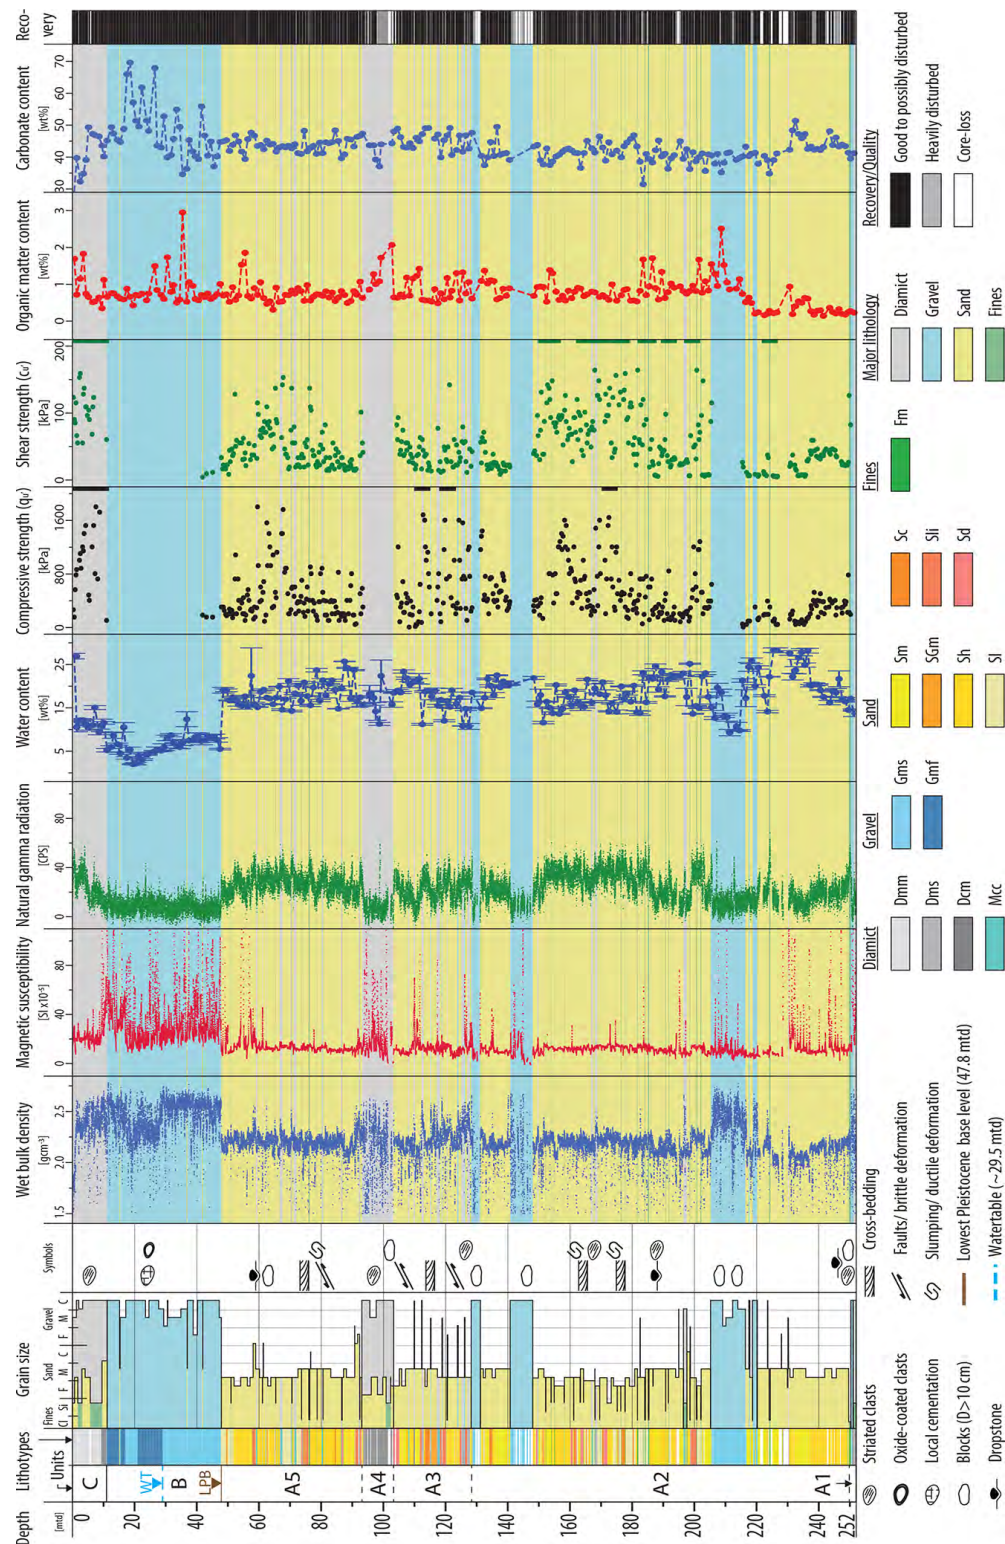 Depth
[mtd]
0
20
40
60
80
100
120
140
160
180
200
220
240
252
Lithotypes
Units
C
WT
B
LPB
A5
A4
A3
A2
A1
Grain size
Fines
Sand
Gravel
Cl
Si
F
M
C
F
M
C
Symbols
Wet bulk density
[gcm⁻³]
1.5
2.0
2.5
Magnetic susceptibility
[SI x10⁻⁵]
0
40
80
Natural gamma radiation
[CPS]
0
40
80
Water content
[wt%]
5
15
25
Compressive strength (qᵤ)
[kPa]
0
800
1600
Shear strength (cᵤ)
[kPa]
0
100
200
Organic matter content
[wt%]
0
1
2
3
Carbonate content
[wt%]
30
40
50
60
70
Reco-
very
Striated clasts
Oxide-coated clasts
Local cementation
Blocks (D>10 cm)
Dropstone
Cross-bedding
Faults/ brittle deformation
Slumping/ ductile deformation
Lowest Pleistocene base level (47.8 mtd)
Watertable (~29.5 mtd)
Diamict
Dmm
Dms
Dcm
Mcc
Gravel
Gms
Gmf
Sand
Sm
SGm
Sh
Sl
Sc
Sli
Sd
Fines
Fm
Major lithology
Diamict
Gravel
Sand
Fines
Recovery/Quality
Good to possibly disturbed
Heavily disturbed
Core-loss